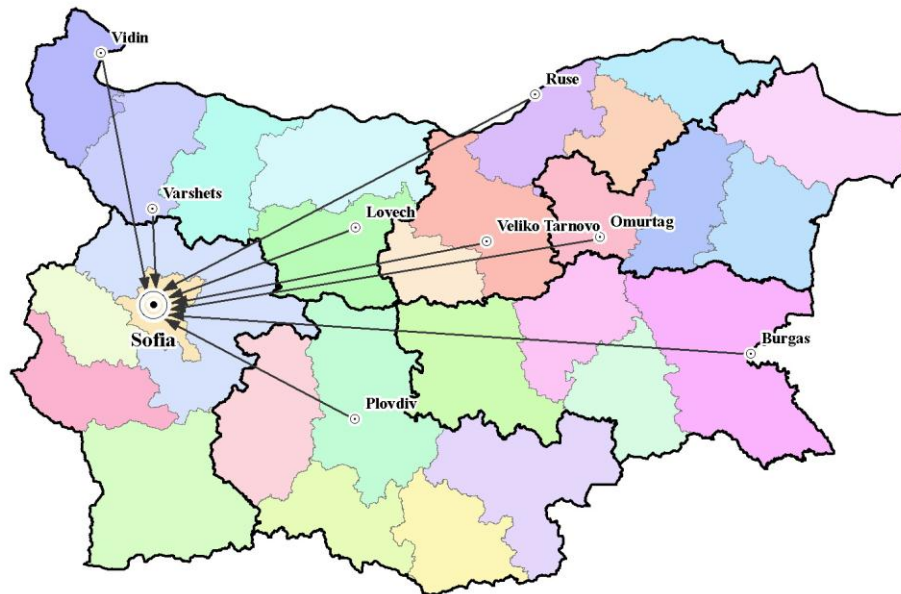 Vidin
Ruse
Varshets
Lovech
Veliko Tarnovo
Omurtag
Sofia
Burgas
Plovdiv